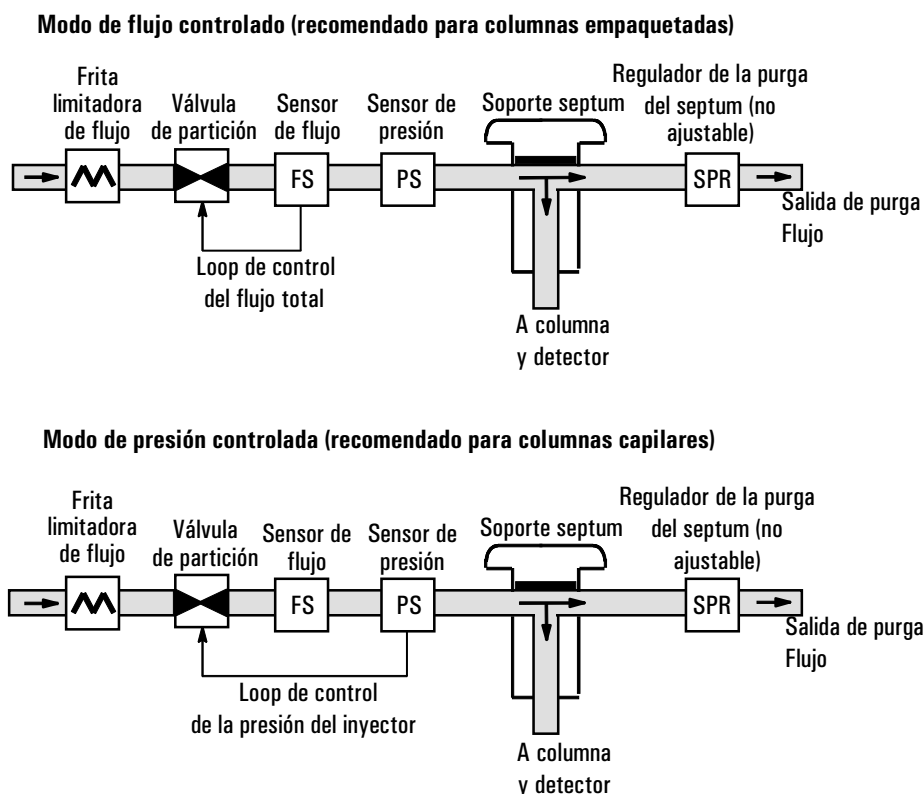 Modo de flujo controlado (recomendado para columnas empaquetadas)
Frita
limitadora
de flujo
Válvula
de partición
Sensor
de flujo
Sensor de
presión
Soporte septum
Regulador de la purga
del septum (no
ajustable)
FS
PS
SPR
Salida de purga
Flujo
Loop de control
del flujo total
A columna
y detector
Modo de presión controlada (recomendado para columnas capilares)
Frita
limitadora
de flujo
Válvula
de partición
Sensor de
flujo
Sensor de
presión
Soporte septum
Regulador de la purga
del septum (no
ajustable)
FS
PS
SPR
Salida de purga
Flujo
Loop de control
de la presión del inyector
A columna
y detector